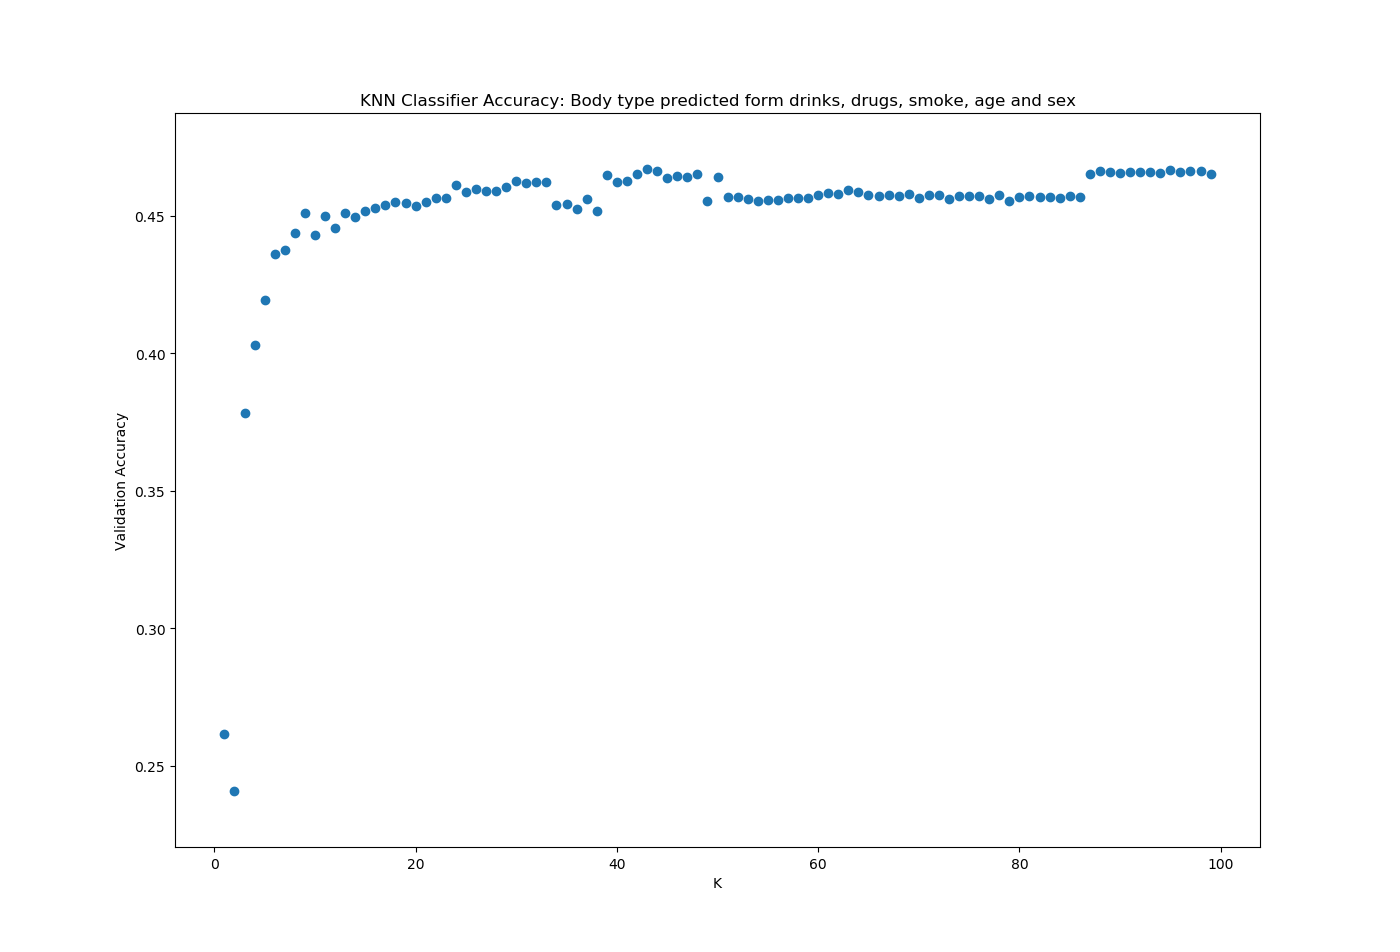 KNN Classifier Accuracy: Body type predicted form drinks, drugs, smoke, age and sex
Validation Accuracy
0.45
0.40
0.35
0.30
0.25
0 20 40 60 80 100
K